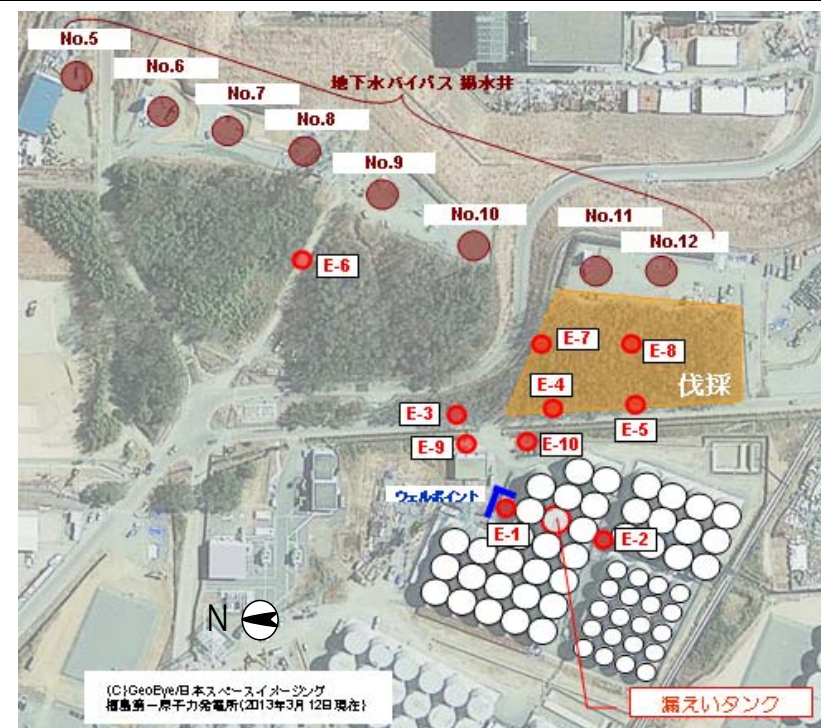 No.5
No.6
No.7
No.8
地下水バイパス 揚水井
No.9
No.10
No.11
No.12
E-6
E-7
E-8
伐採
E-4
E-3
E-5
E-9
E-10
ウェルポイント
E-1
E-2
N
(C)GeoEye/日本スペースイメージング
福島第一原子力発電所(2013年3月12日現在)
漏えいタンク